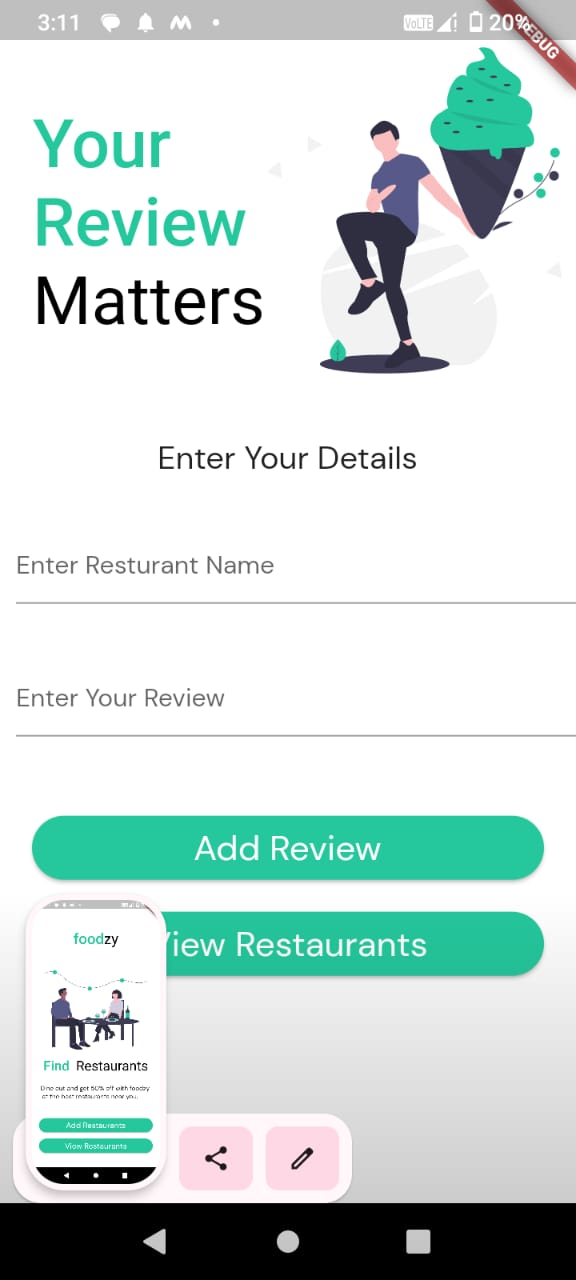 3:11 VoLTE 20%
DEBUG
Your
Review
Matters
Enter Your Details
Enter Resturant Name
Enter Your Review
Add Review
View Restaurants
foodzy
Find Restaurants
Dine out and get 50% off with foodzy
at the best restaurants near you.
Add Restaurants
View Restaurants